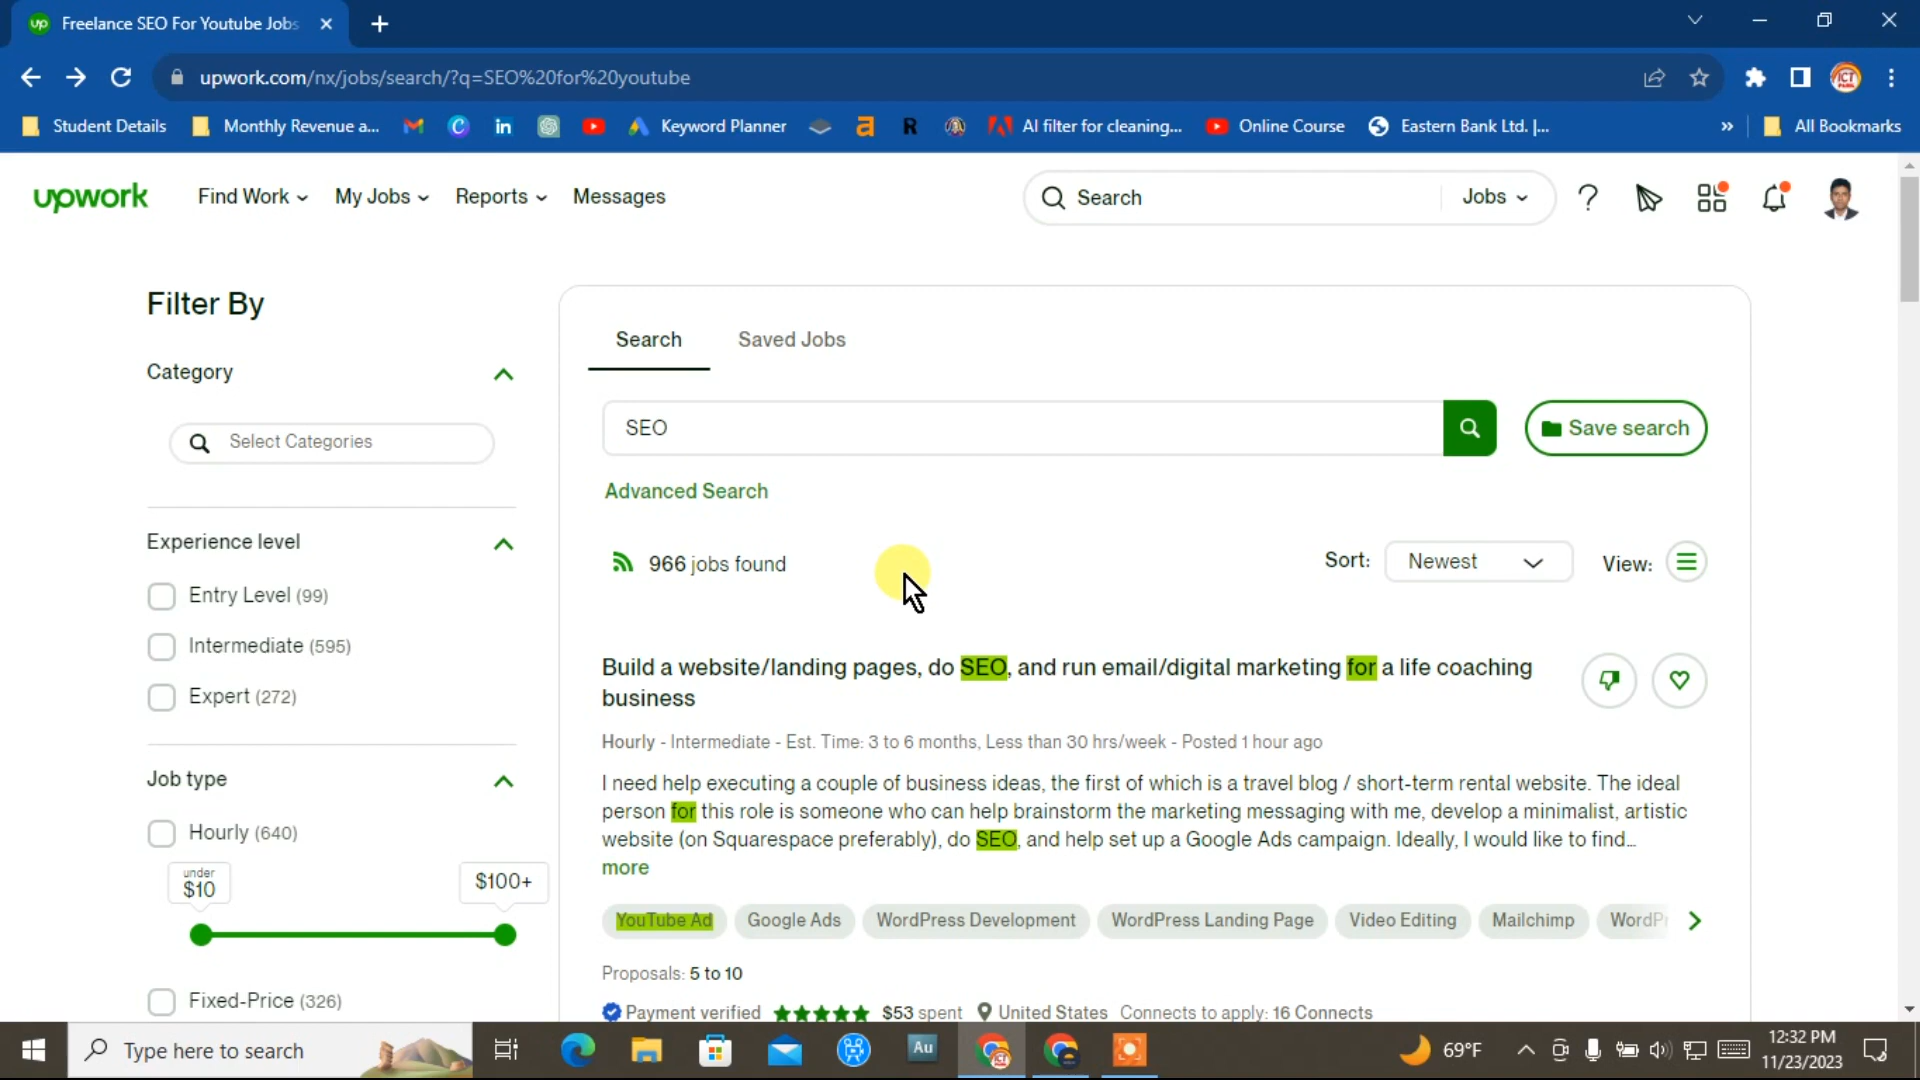 up Freelance SEO For Youtube Jobs
upwork.com/nx/jobs/search/?q=SEO%20for%20youtube
ICT
Student Details Monthly Revenue a... in a R AI filter for cleaning... Online Course Eastern Bank Ltd. |... » All Bookmarks
upwork Find Work My Jobs Reports Messages Search Jobs ?
Filter By
Search Saved Jobs
Category
SEO Save search
Select Categories
Advanced Search
Experience level
966 jobs found Sort: Newest View:
Entry Level (99)
Intermediate (595)
Expert (272)
Build a website/landing pages, do SEO, and run email/digital marketing for a life coaching
business
Hourly - Intermediate - Est. Time: 3 to 6 months, Less than 30 hrs/week - Posted 1 hour ago
Job type
Hourly (640)
under
$10
$100+
Fixed-Price (326)
I need help executing a couple of business ideas, the first of which is a travel blog / short-term rental website. The ideal
person for this role is someone who can help brainstorm the marketing messaging with me, develop a minimalist, artistic
website (on Squarespace preferably), do SEO, and help set up a Google Ads campaign. Ideally, I would like to find...
more
YouTube Ad Google Ads WordPress Development WordPress Landing Page Video Editing Mailchimp
Proposals: 5 to 10
Payment verified $53 spent United States Connects to apply: 16 Connects
Type here to search Au 69°F 12:32 PM
11/23/2023